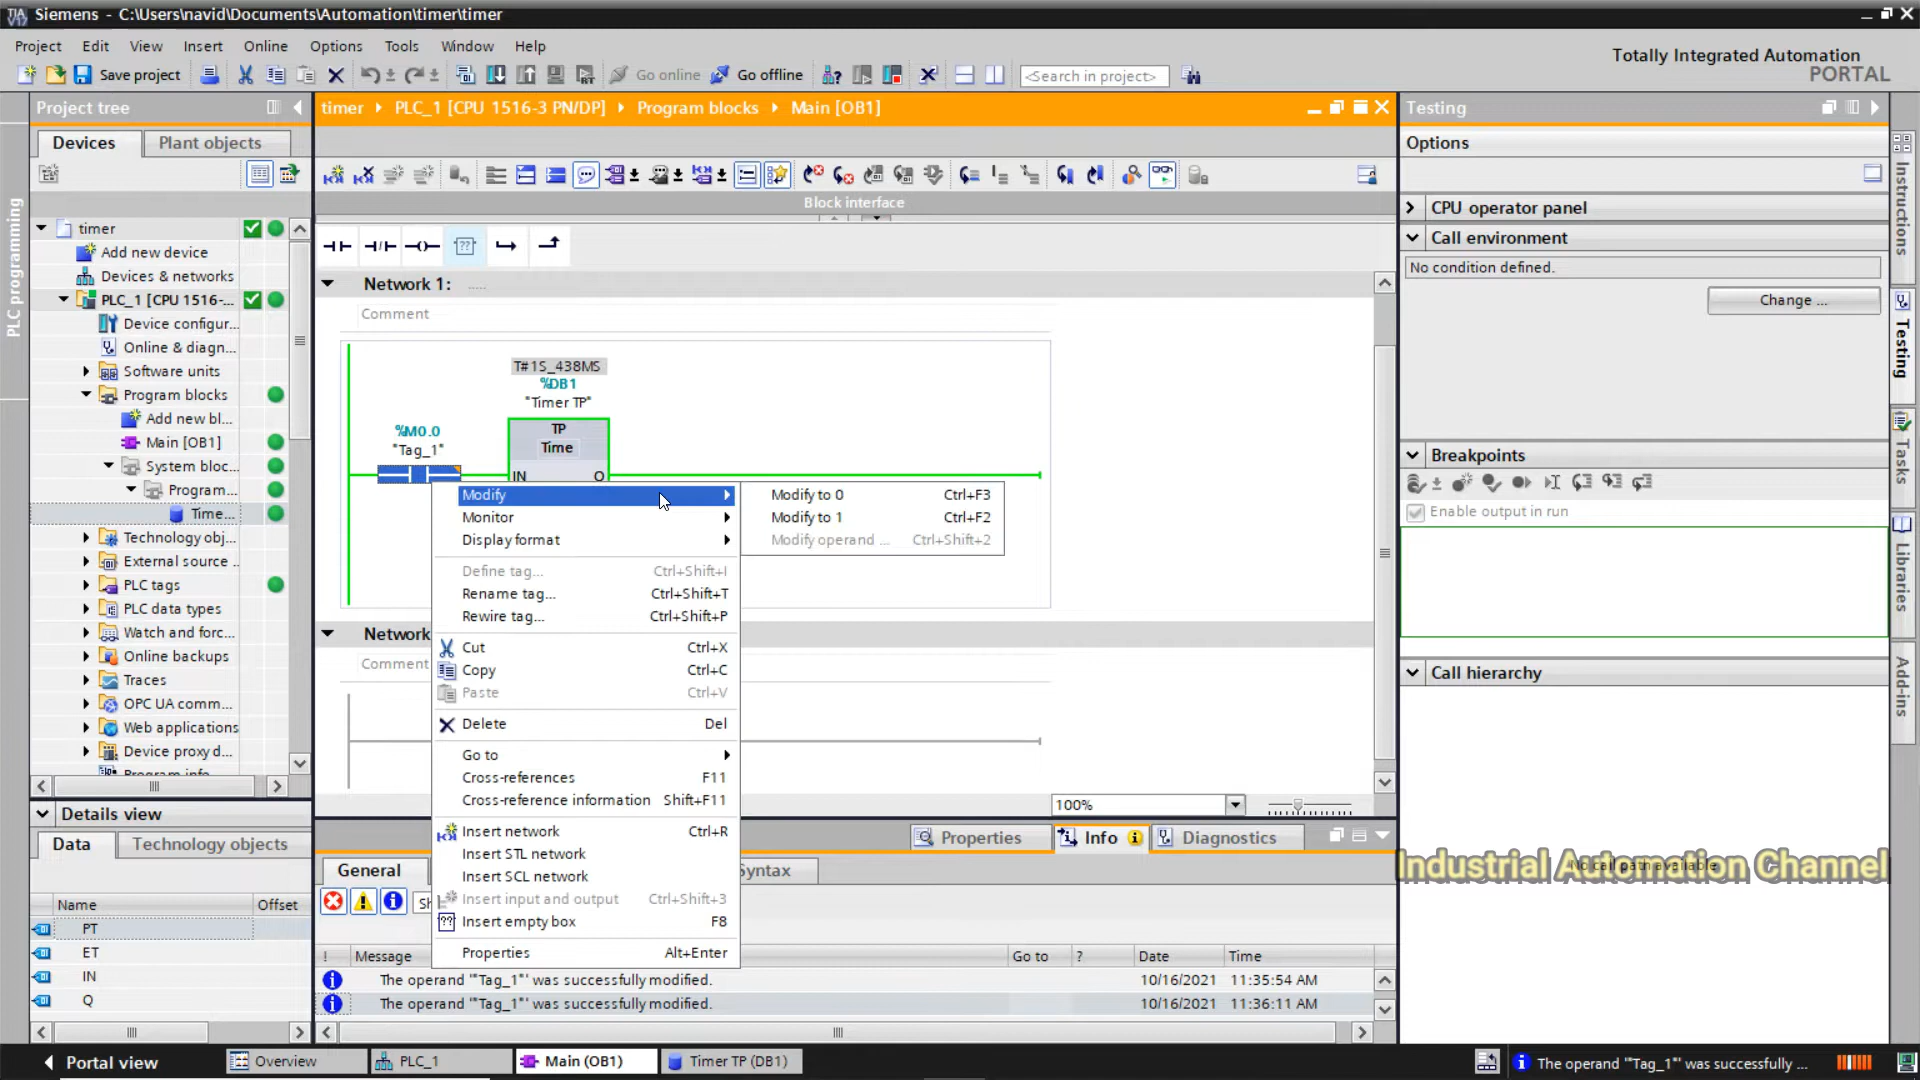 TIA V17 Siemens - C:\Users\navid\Documents\Automation\timer\timer
Project Edit View Insert Online Options Tools Window Help
Totally Integrated Automation
PORTAL
Save project Go online Go offline <Search in project>
Project tree
timer PLC_1 [CPU 1516-3 PN/DP] Program blocks Main [OB1]
Testing
Devices Plant objects
Options
Block interface
CPU operator panel
Call environment
No condition defined.
Change ...
Breakpoints
Enable output in run
Call hierarchy
No call path available
PLC programming
timer
Add new device
Devices & networks
PLC_1 [CPU 1516-...
Device configur...
Online & diagn...
Software units
Program blocks
Add new bl...
Main [OB1]
System bloc...
Program...
Time...
Technology obj...
External source ..
PLC tags
PLC data types
Watch and forc...
Online backups
Traces
OPC UA comm...
Web applications
Device proxy d...
Program info
Network 1: .....
Comment
T#1S_438MS
%DB1
"Timer TP"
TP
Time
%M0.0
"Tag_1"
IN Q
Network
Comment
Modify
Monitor
Display format
Define tag... Ctrl+Shift+I
Rename tag... Ctrl+Shift+T
Rewire tag... Ctrl+Shift+P
Cut Ctrl+X
Copy Ctrl+C
Paste Ctrl+V
Delete Del
Go to
Cross-references F11
Cross-reference information Shift+F11
Insert network Ctrl+R
Insert STL network
Insert SCL network
Insert input and output Ctrl+Shift+3
?? Insert empty box F8
Properties Alt+Enter
Modify to 0 Ctrl+F3
Modify to 1 Ctrl+F2
Modify operand ... Ctrl+Shift+2
100%
Properties Info Diagnostics
General Syntax
Sh
! Message Go to ? Date Time
The operand '"Tag_1"' was successfully modified. 10/16/2021 11:35:54 AM
The operand '"Tag_1"' was successfully modified. 10/16/2021 11:36:11 AM
Details view
Data Technology objects
Name Offset
PT
ET
IN
Q
Industrial Automation Channel
Instructions
Testing
Tasks
Libraries
Add-ins
Portal view Overview PLC_1 Main (OB1) Timer TP (DB1)
The operand '"Tag_1"' was successfully ...